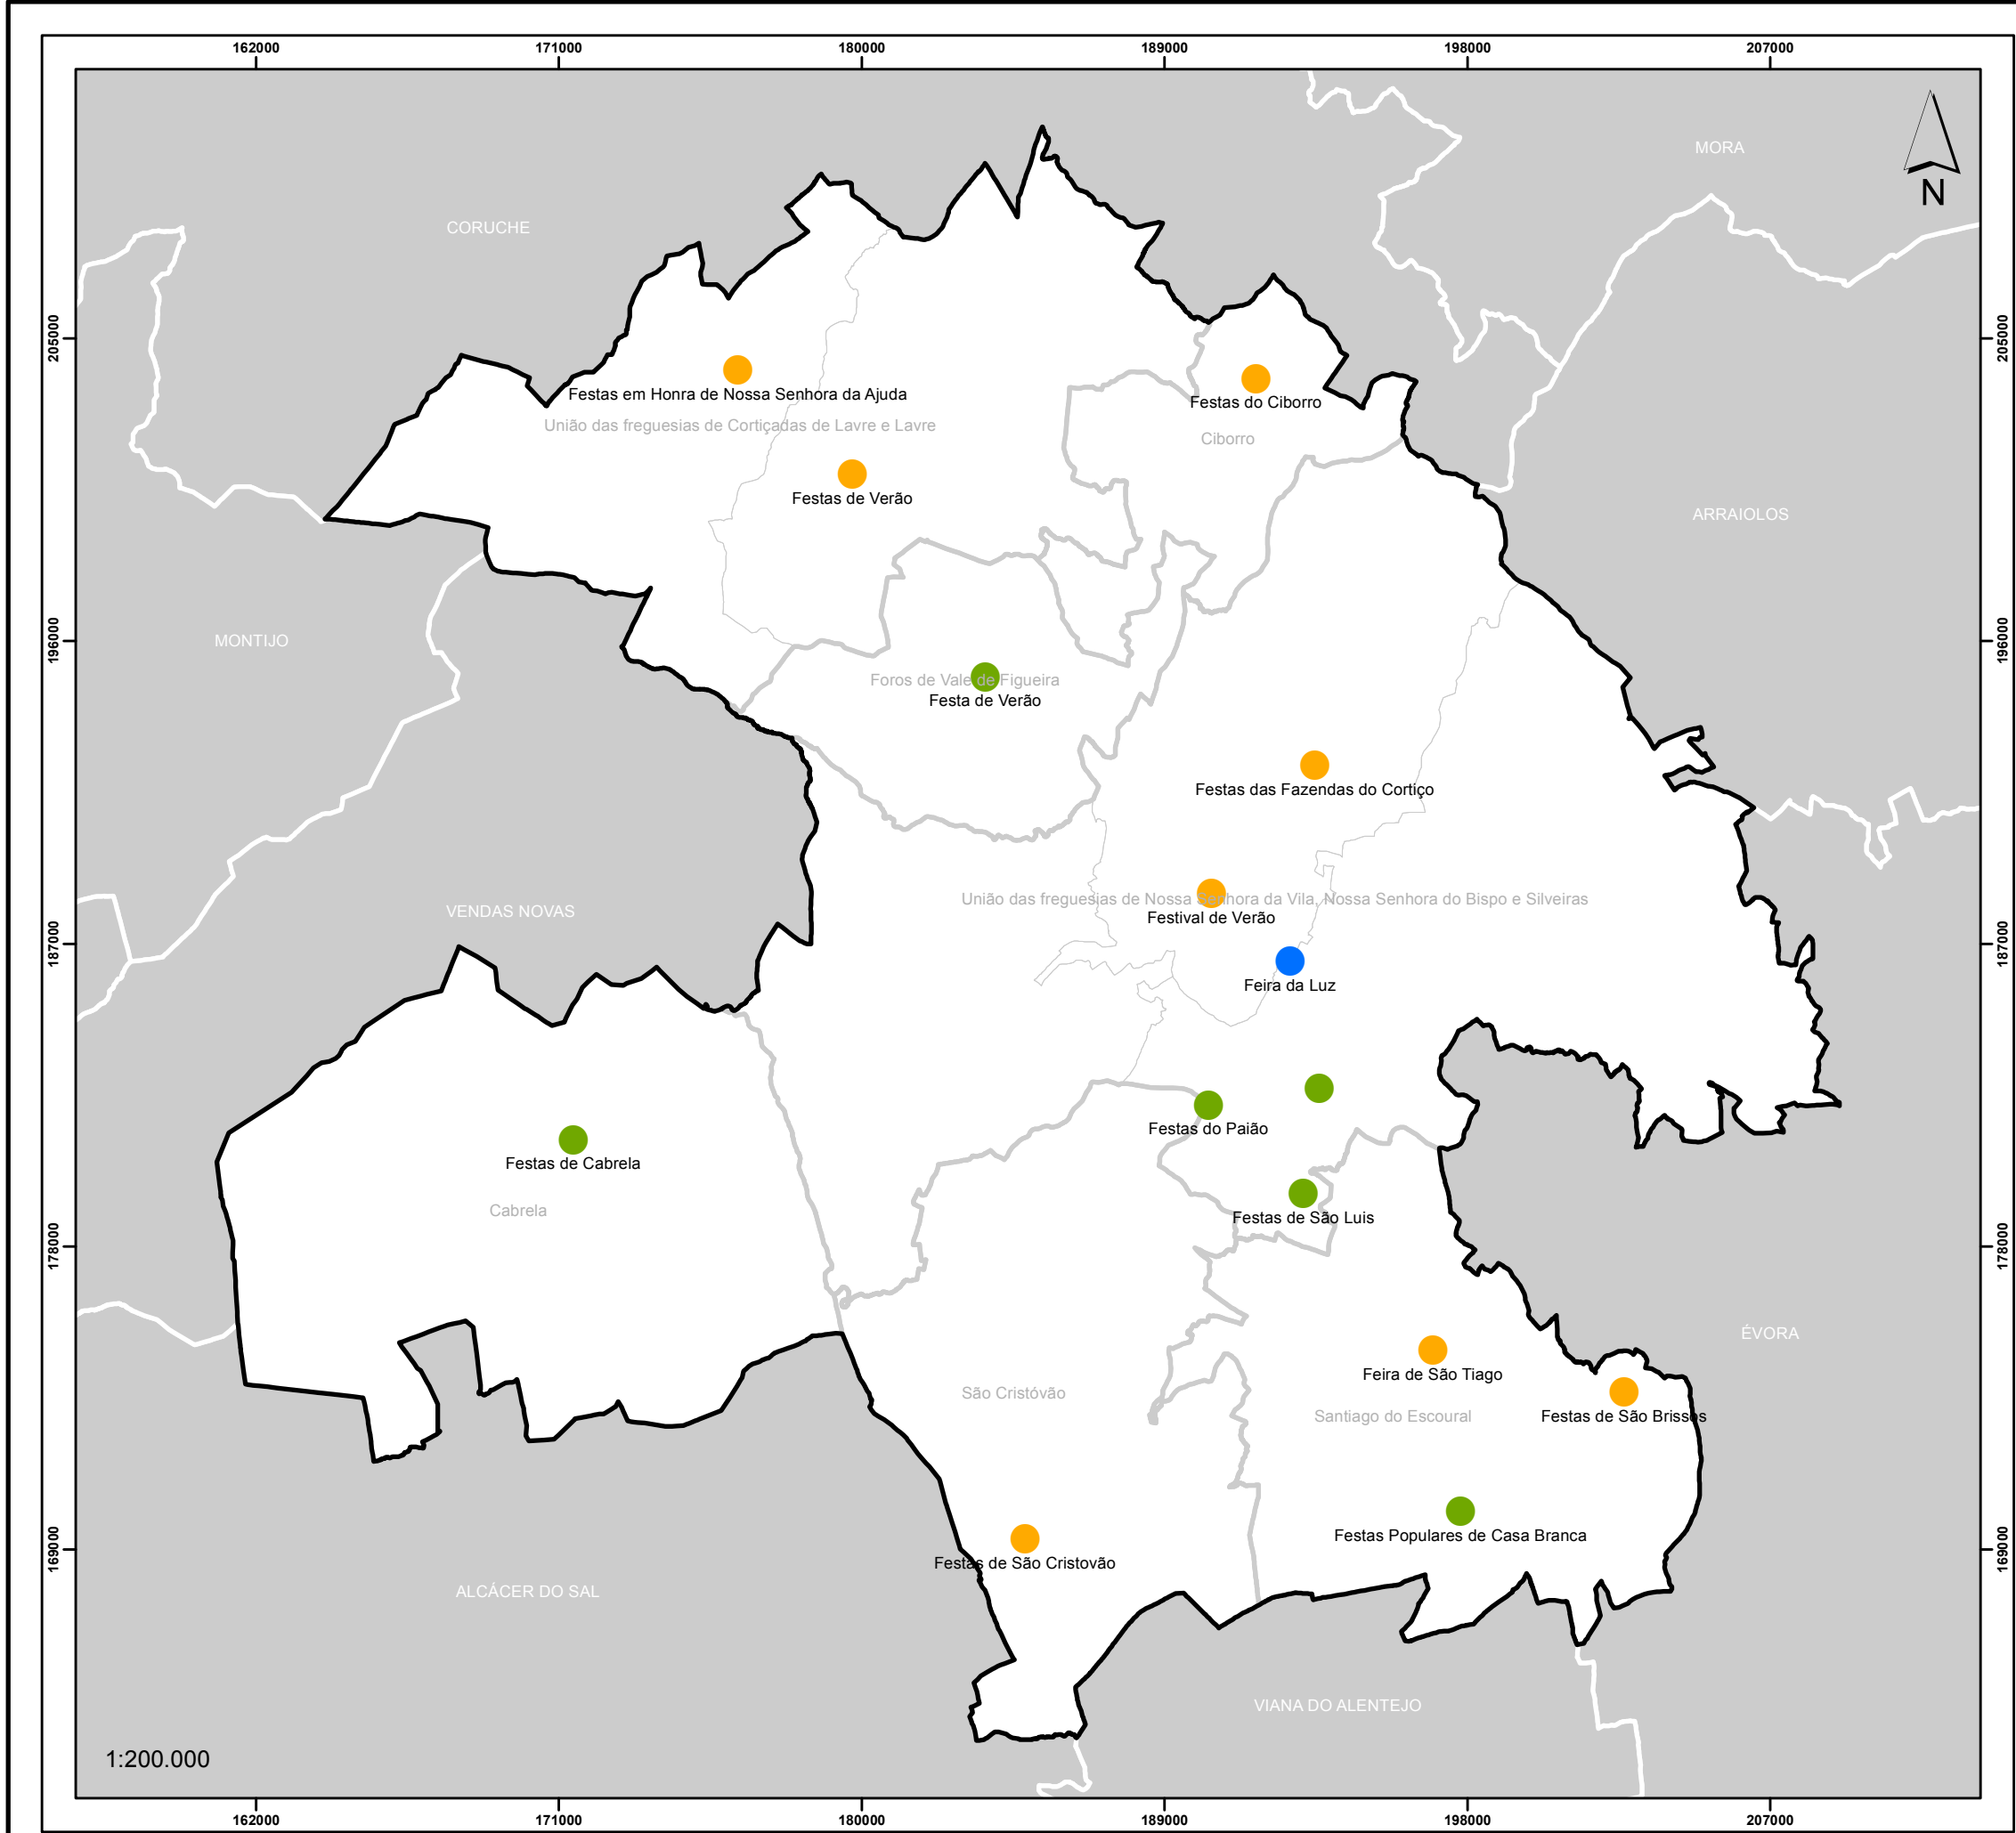 162000 171000 180000 189000 198000 207000
MORA
N
CORUCHE
205000 205000
Festas em Honra de Nossa Senhora da Ajuda
Festas do Ciborro
União das freguesias de Cortiçadas de Lavre e Lavre
Ciborro
Festas de Verão
ARRAIOLOS
196000 196000
MONTIJO
Foros de Vale de Figueira
Festa de Verão
Festas das Fazendas do Cortiço
União das freguesias de Nossa Senhora da Vila, Nossa Senhora do Bispo e Silveiras
VENDAS NOVAS
Festival de Verão
187000 187000
Feira da Luz
Festas do Paião
Festas de Cabrela
Cabrela
Festas de São Luis
178000 178000
ÉVORA
Feira de São Tiago
São Cristóvão
Santiago do Escoural
Festas de São Brissos
Festas Populares de Casa Branca
169000 169000
Festas de São Cristovão
ALCÁCER DO SAL
VIANA DO ALENTEJO
1:200.000
162000 171000 180000 189000 198000 207000